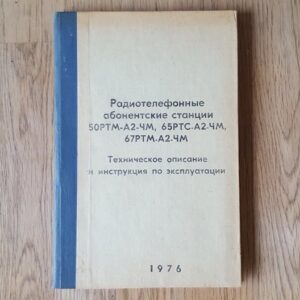 Радиотелефонные
абонентские станции
50РТМ-А2-ЧМ, 65РТС-А2-ЧМ,
67РТМ-А2-ЧМ
Техническое описание
и инструкция по эксплуатации
1976